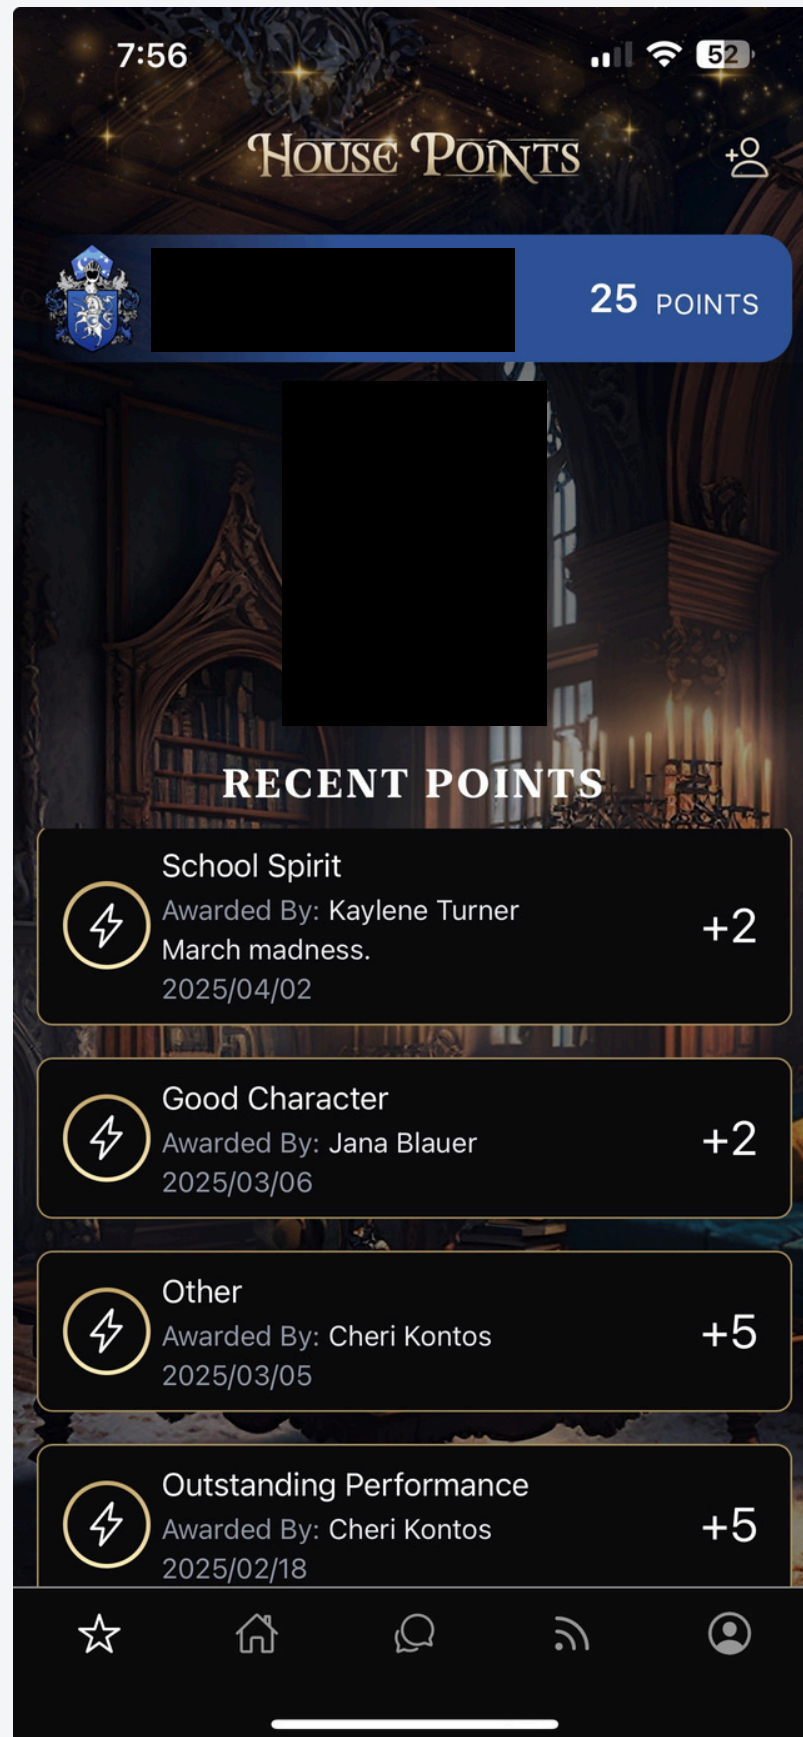 7:56
52
HOUSE POINTS
25 POINTS
RECENT POINTS
School Spirit
Awarded By: Kaylene Turner
March madness.
2025/04/02
+2
Good Character
Awarded By: Jana Blauer
2025/03/06
+2
Other
Awarded By: Cheri Kontos
2025/03/05
+5
Outstanding Performance
Awarded By: Cheri Kontos
2025/02/18
+5